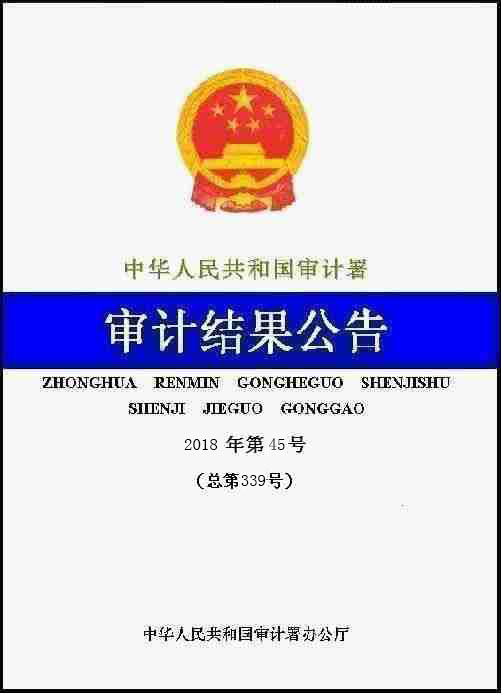 中华人民共和国审计署
审计结果公告
ZHONGHUA RENMIN GONGHEGUO SHENJISHU
SHENJI JIEGUO GONGGAO
2018 年第 45 号
（总第339号）
中华人民共和国审计署办公厅